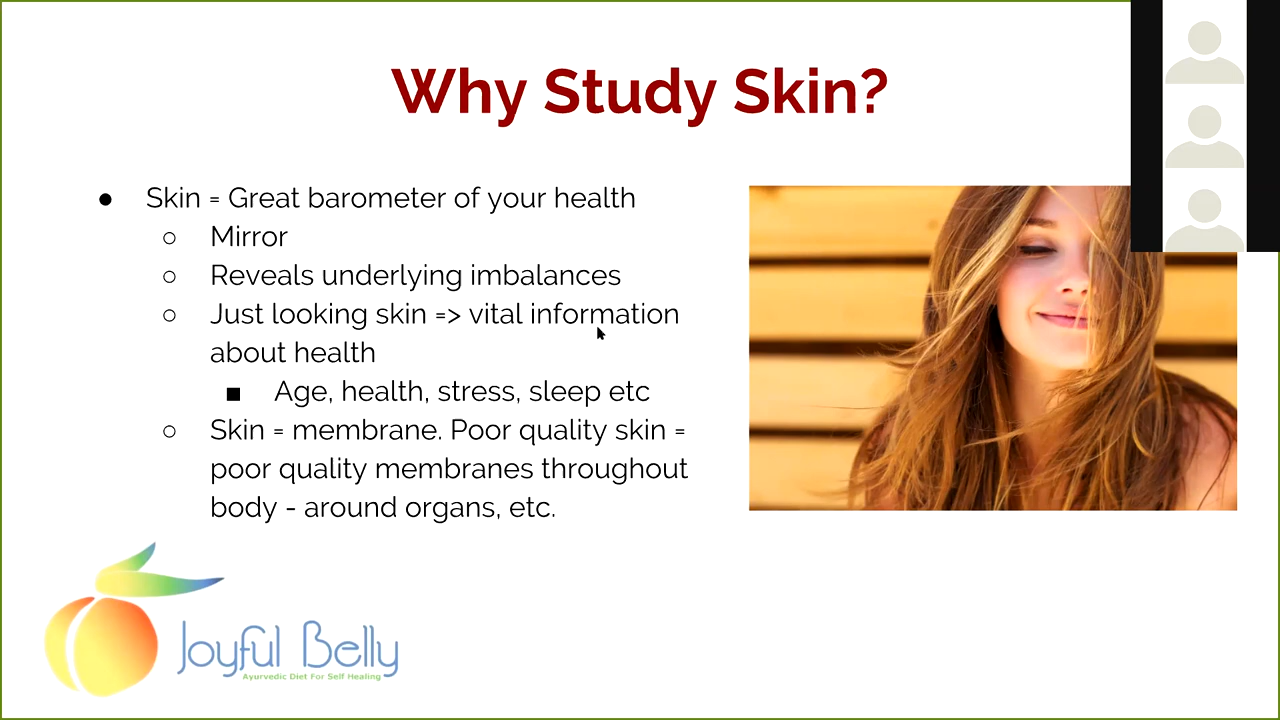 Why Study Skin?
● Skin = Great barometer of your health
○ Mirror
○ Reveals underlying imbalances
○ Just looking skin => vital information
about health
■ Age, health, stress, sleep etc
○ Skin = membrane. Poor quality skin =
poor quality membranes throughout
body - around organs, etc.
Joyful Belly
Ayurvedic Diet For Self Healing